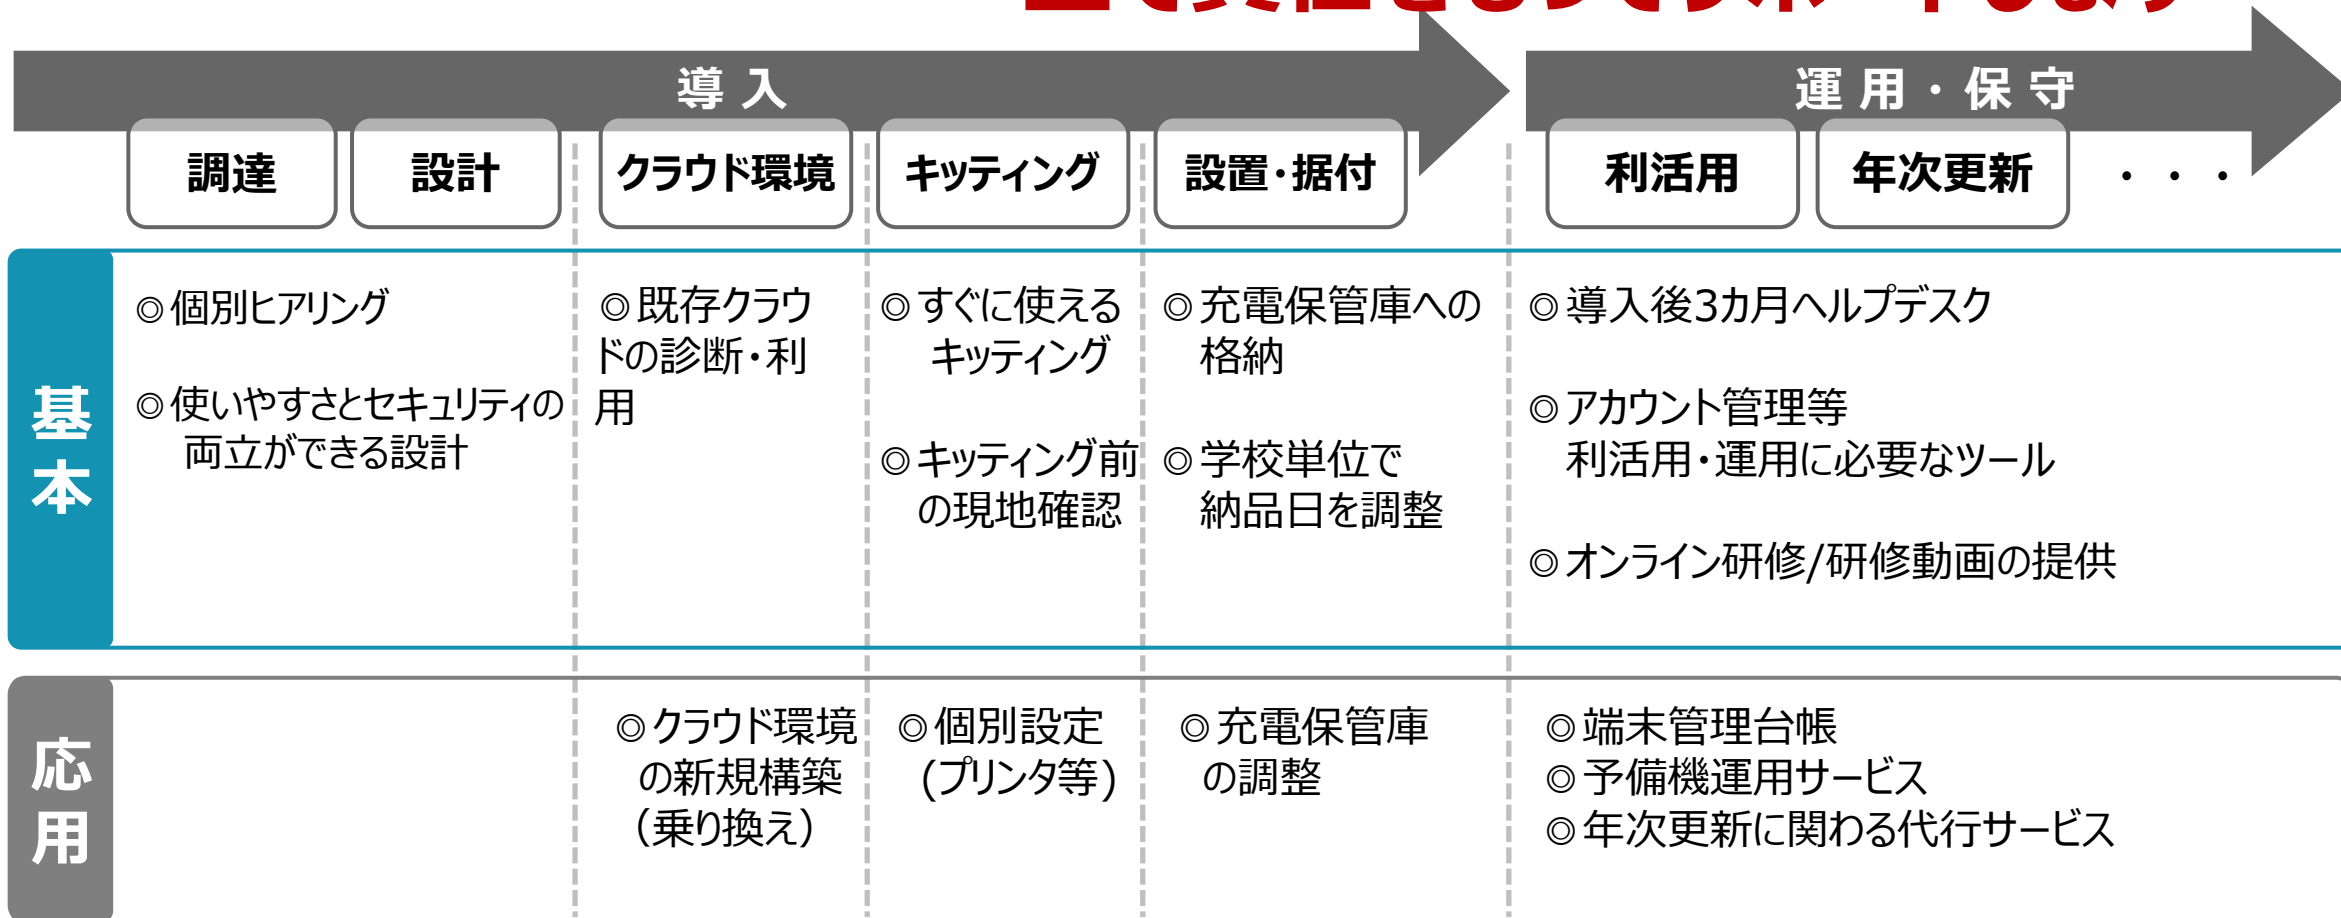 導 入
運 用 ・ 保 守
調達
設計
クラウド環境
キッティング
設置・据付
利活用
年次更新
・ ・ ・
基本
◎個別ヒアリング
◎使いやすさとセキュリティの
両立ができる設計
◎既存クラウ
ドの診断・利
用
◎すぐに使える
キッティング
◎キッティング前
の現地確認
◎充電保管庫への
格納
◎学校単位で
納品日を調整
◎導入後3カ月ヘルプデスク
◎アカウント管理等
利活用・運用に必要なツール
◎オンライン研修/研修動画の提供
応用
◎クラウド環境
の新規構築
（乗り換え）
◎個別設定
(プリンタ等)
◎充電保管庫
の調整
◎端末管理台帳
◎予備機運用サービス
◎年次更新に関わる代行サービス